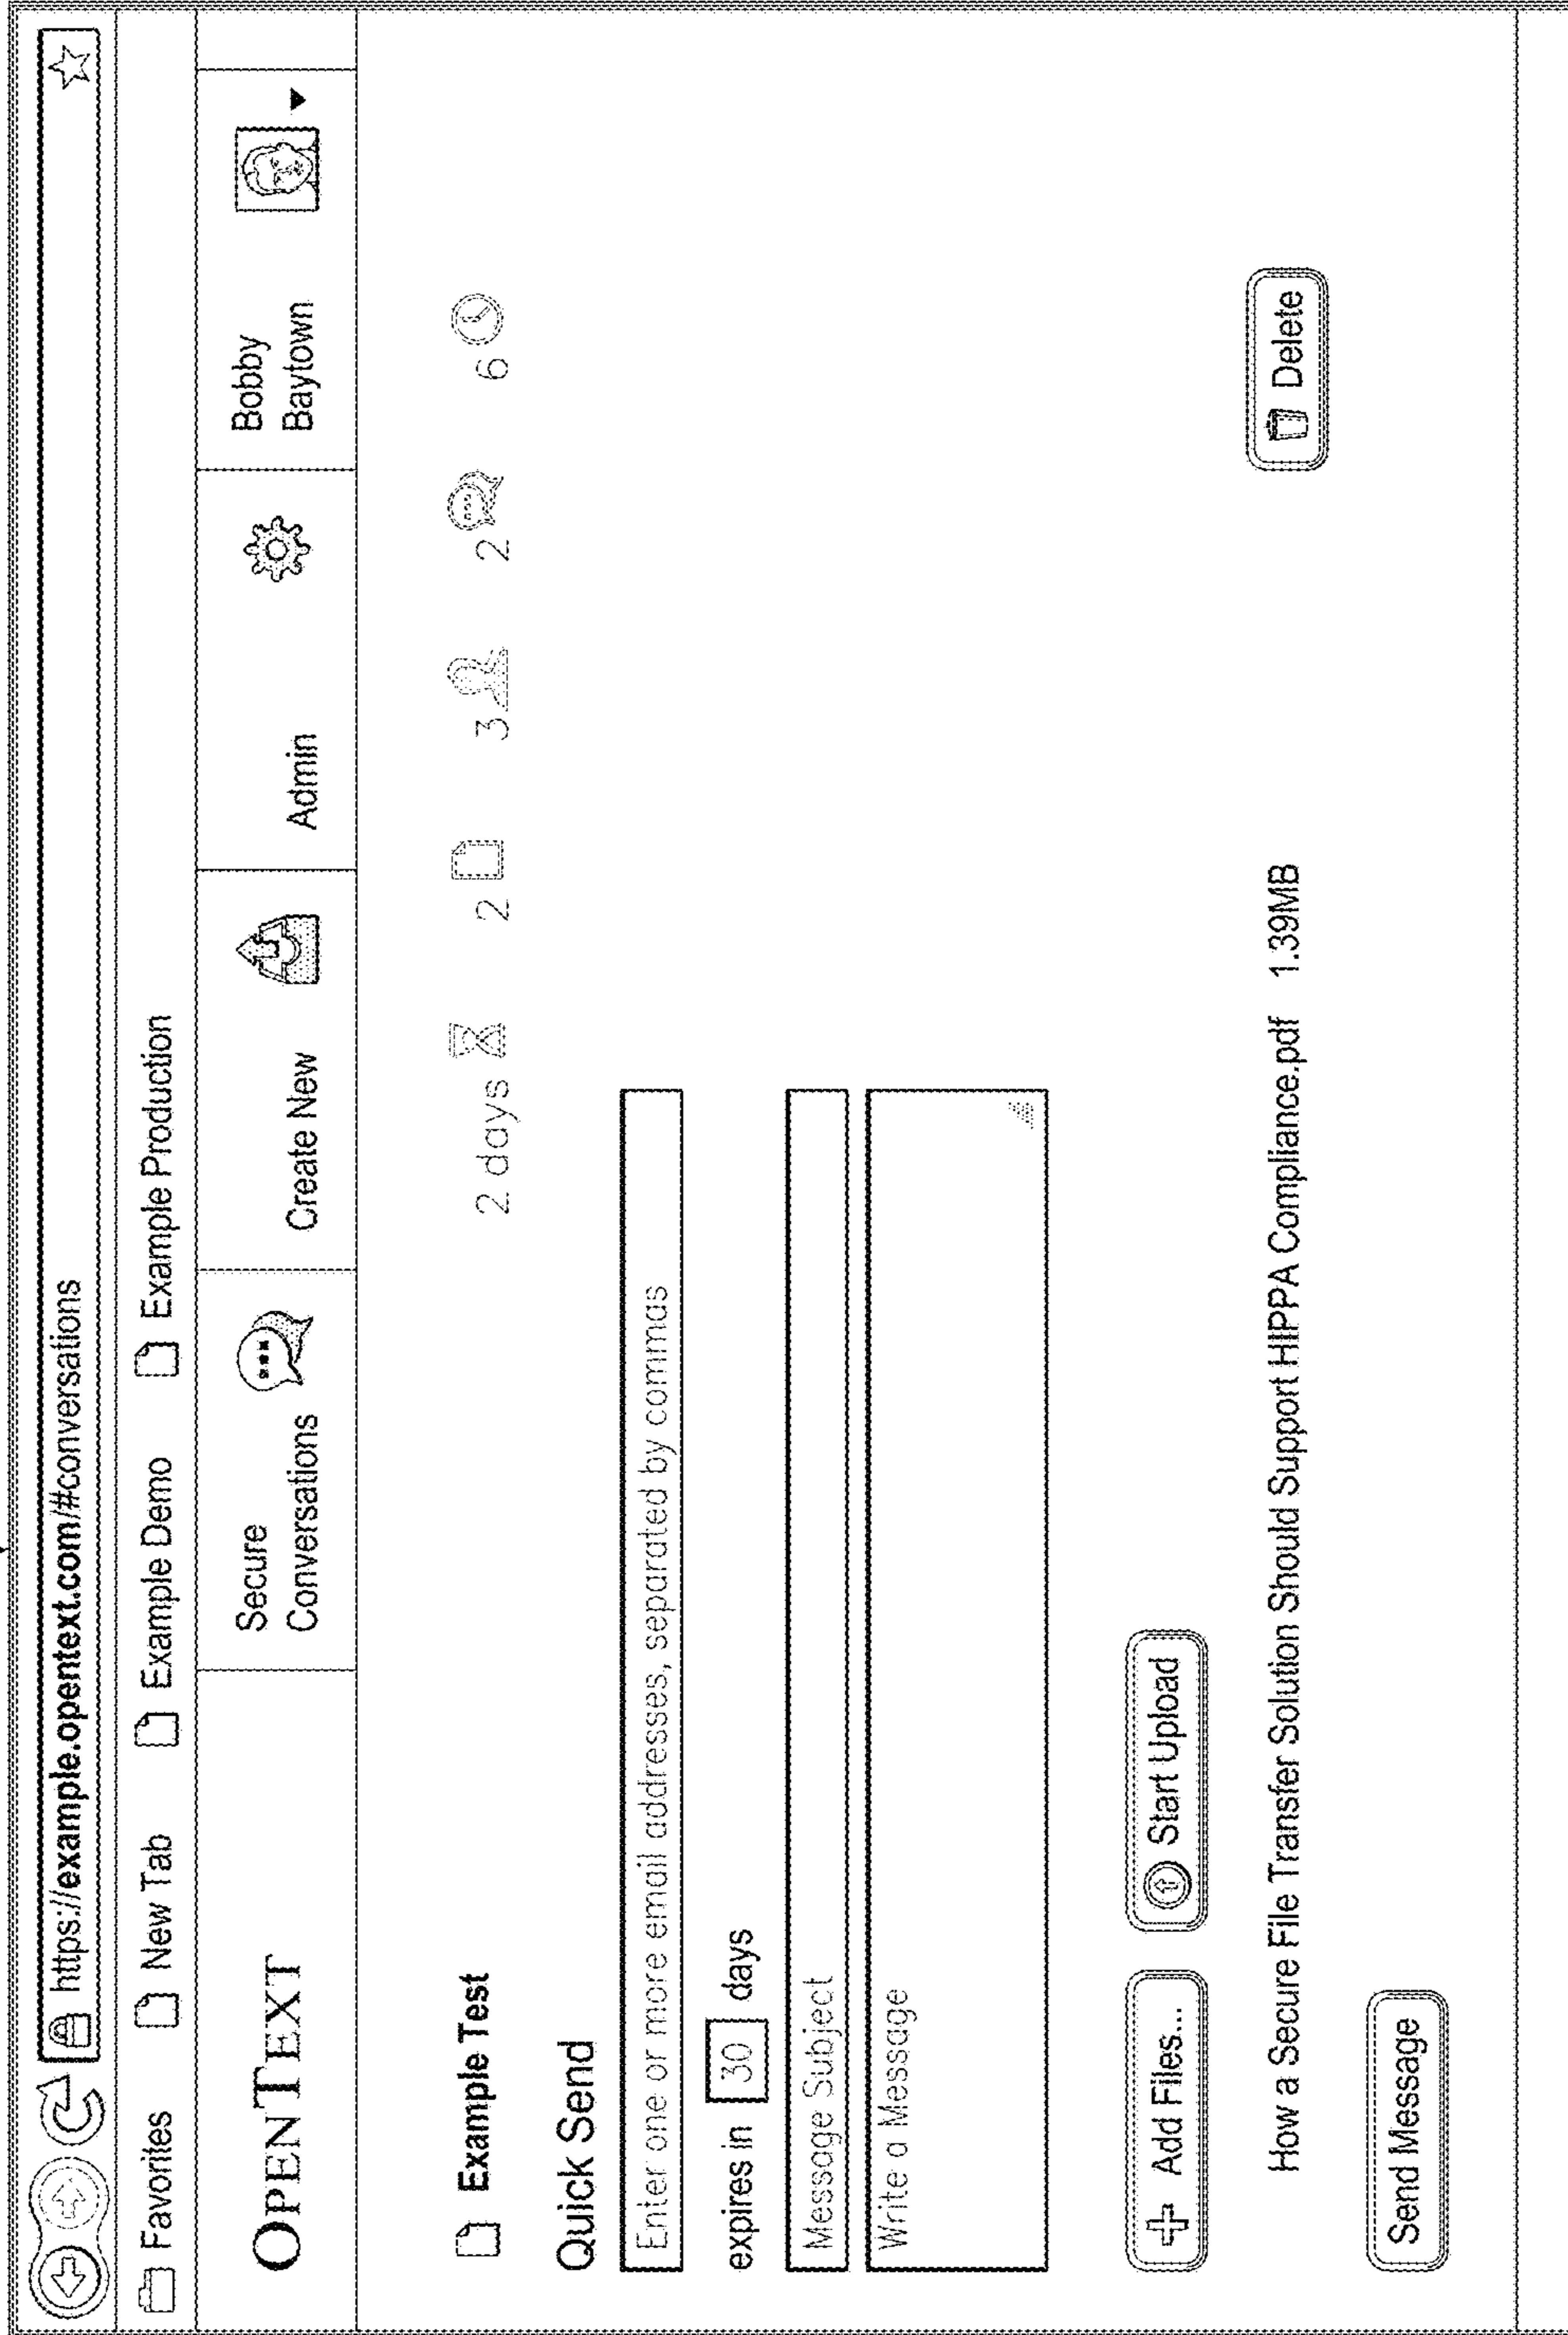 https://example.opentext.com/#conversations
Favorites New Tab Example Demo Example Production
OPENTEXT
Secure Conversations
Create New
Admin
Bobby Baytown
Example Test 2 days 2 3 2 6
Quick Send
Enter one or more email addresses, separated by commas
expires in 30 days
Message Subject
Write a Message
Add Files... Start Upload
How a Secure File Transfer Solution Should Support HIPPA Compliance.pdf 1.39MB Delete
Send Message